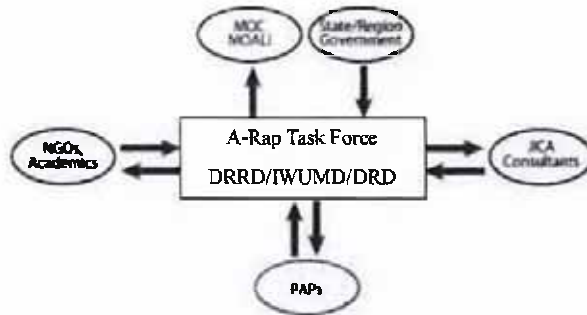 MOC
MOALI
State/Region
Government
NGOs,
Academics
A-Rap Task Force
DRRD/IWUMD/DRD
JICA
Consultants
PAPs